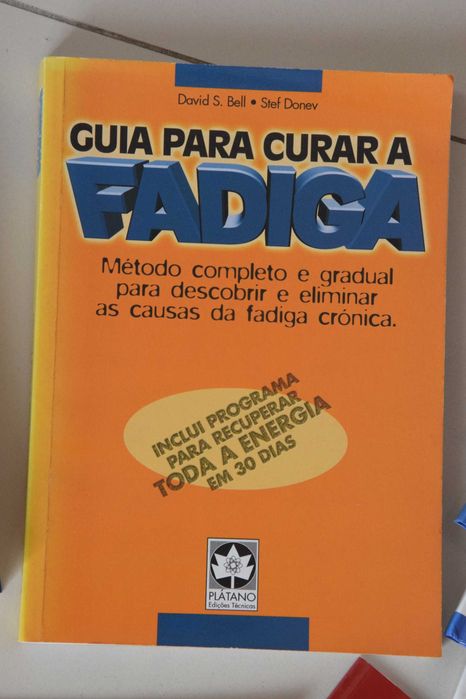 David S. Bell • Stef Donev
GUIA PARA CURAR A
FADIGA
Método completo e gradual
para descobrir e eliminar
as causas da fadiga crónica.
INCLUI PROGRAMA
PARA RECUPERAR
TODA A ENERGIA
EM 30 DIAS
PLÁTANO
Edições Técnicas